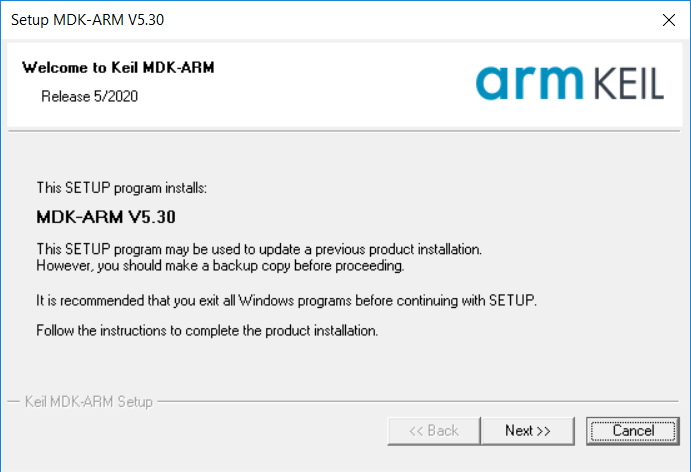 Setup MDK-ARM V5.30
Welcome to Keil MDK-ARM
Release 5/2020
arm KEIL
This SETUP program installs:
MDK-ARM V5.30
This SETUP program may be used to update a previous product installation.
However, you should make a backup copy before proceeding.
It is recommended that you exit all Windows programs before continuing with SETUP.
Follow the instructions to complete the product installation.
Keil MDK-ARM Setup
<< Back
Next >>
Cancel